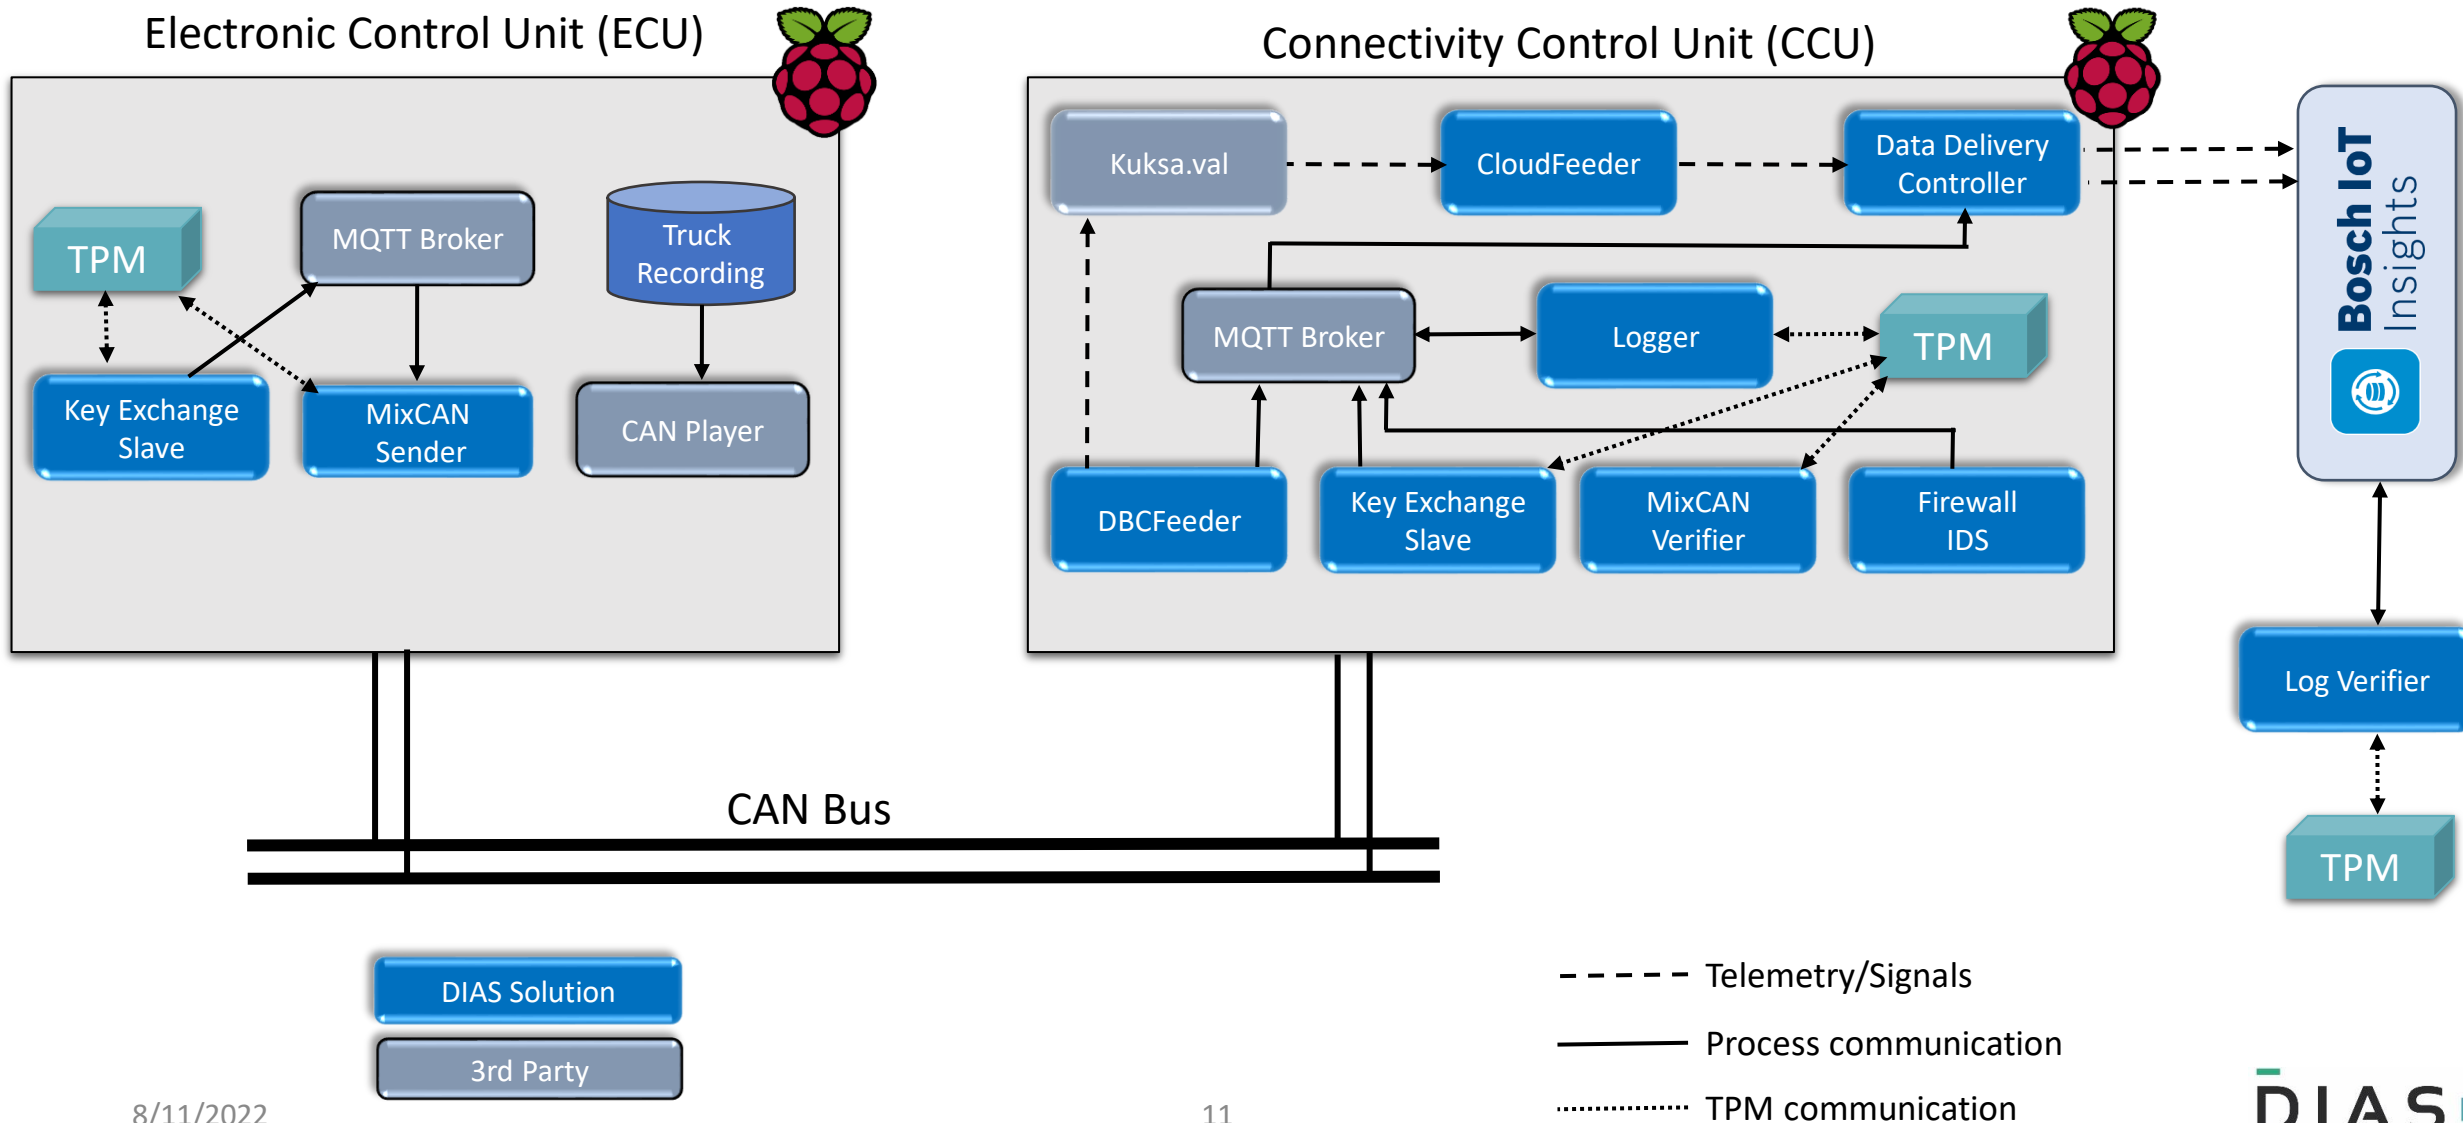 Electronic Control Unit (ECU)
TPM
MQTT Broker
Truck
Recording
Key Exchange
Slave
MixCAN
Sender
CAN Player
Connectivity Control Unit (CCU)
Kuksa.val
CloudFeeder
Data Delivery
Controller
MQTT Broker
Logger
TPM
DBCFeeder
Key Exchange
Slave
MixCAN
Verifier
Firewall
IDS
Bosch IoT
Insights
Log Verifier
TPM
CAN Bus
DIAS Solution
3rd Party
Telemetry/Signals
Process communication
TPM communication
8/11/2022
11
DIAS